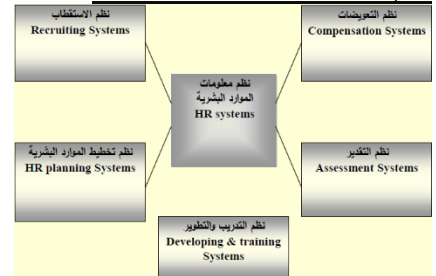 نظم الاستقطاب
Recruiting Systems
نظم التعويضات
Compensation Systems
نظم معلومات
الموارد البشرية
HR systems
نظم تخطيط الموارد البشرية
HR planning Systems
نظم التقدير
Assessment Systems
نظم التدريب والتطوير
Developing & training
Systems